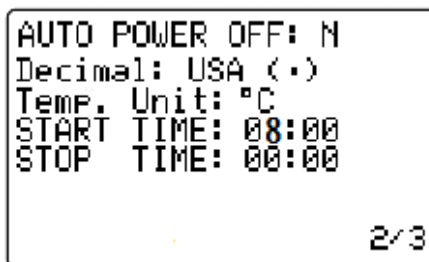 AUTO POWER OFF: N
Decimal: USA (.)
Temp. Unit: °C
START TIME: 08:00
STOP TIME: 00:00
2/3